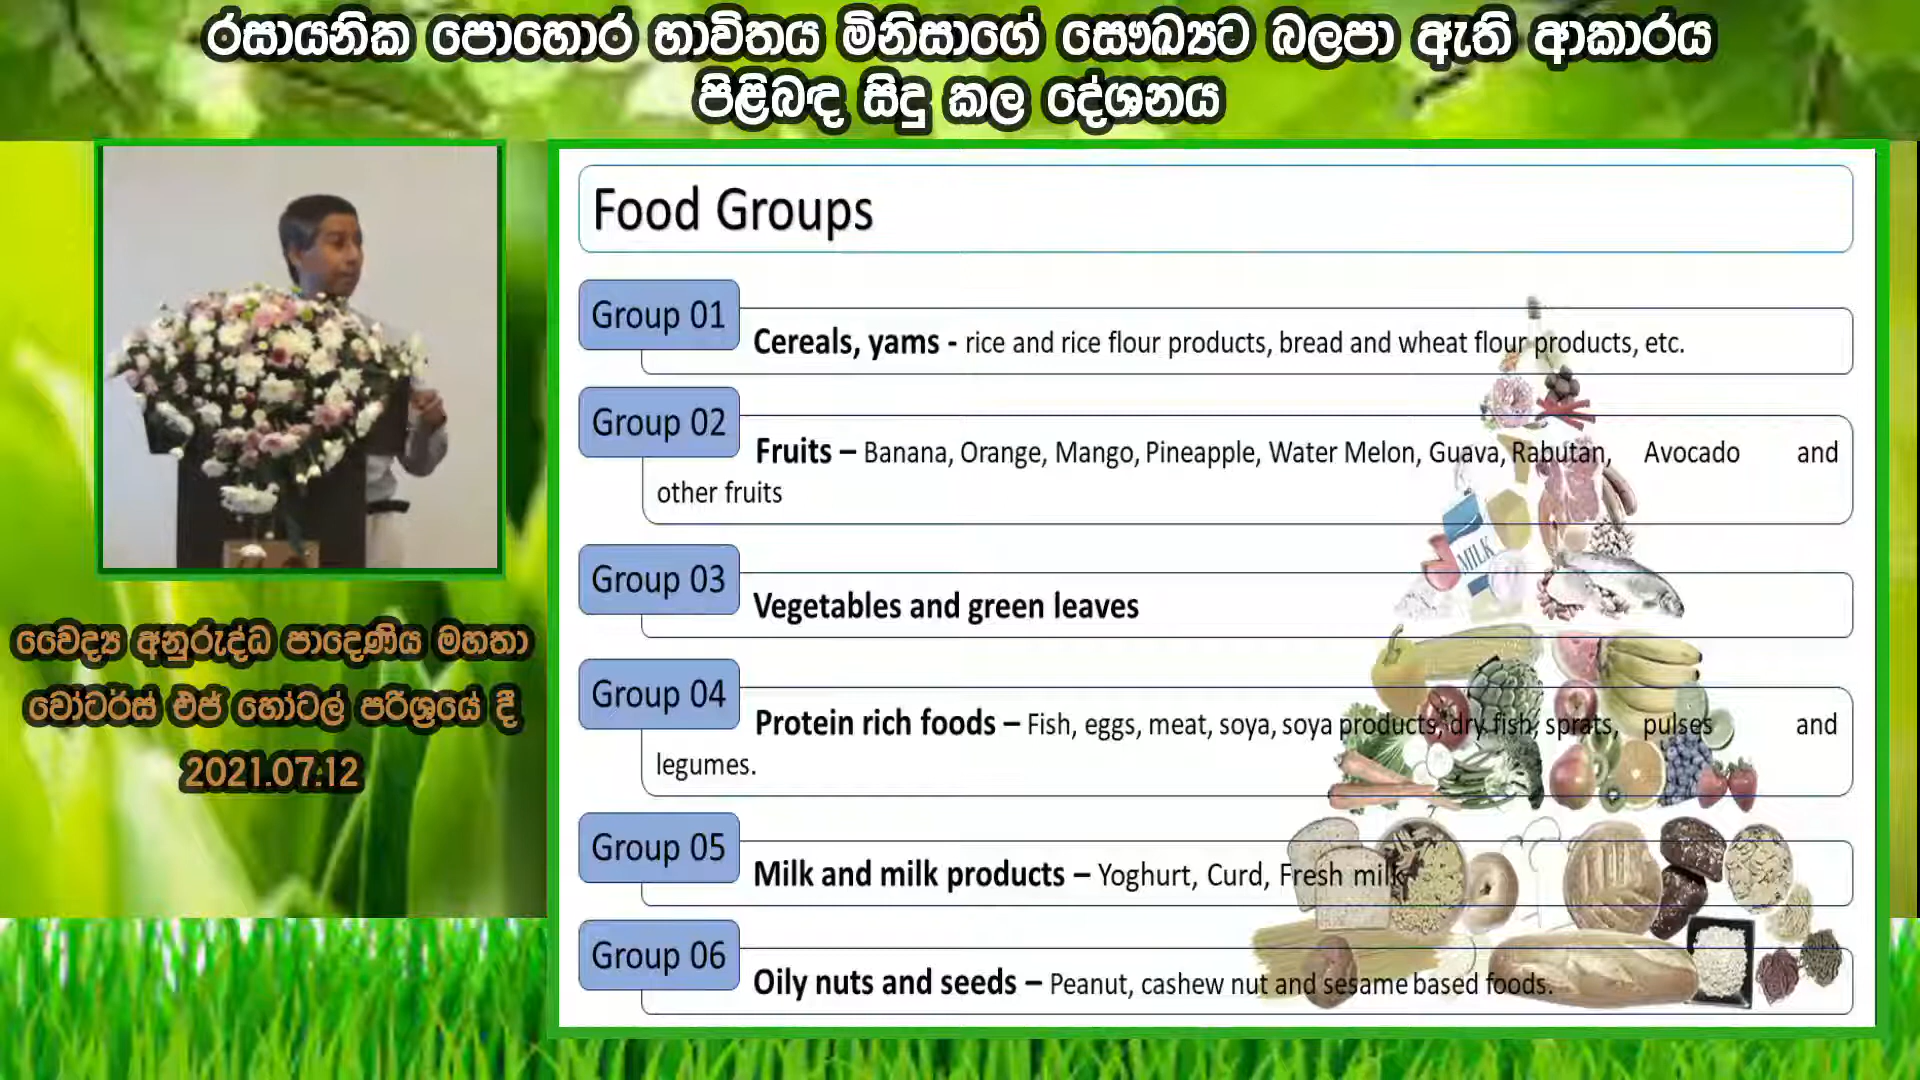 රසායනික පොහොර භාවිතය මිනිසාගේ සෞඛ්‍යට බලපා ඇති ආකාරය
පිළිබඳ සිදු කල දේශනය
Food Groups
Group 01
Cereals, yams - rice and rice flour products, bread and wheat flour products, etc.
Group 02
Fruits – Banana, Orange, Mango, Pineapple, Water Melon, Guava, Rabutan, Avocado and
other fruits
Group 03
Vegetables and green leaves
Group 04
Protein rich foods – Fish, eggs, meat, soya, soya products, dry fish, sprats, pulses and
legumes.
Group 05
Milk and milk products – Yoghurt, Curd, Fresh milk
Group 06
Oily nuts and seeds – Peanut, cashew nut and sesame based foods.
MILK
වෛද්‍ය අනුරුද්ධ පාදෙණිය මහතා
වෝටර්ස් එජ් හෝටල් පරිශ්‍රයේ දී
2021.07.12